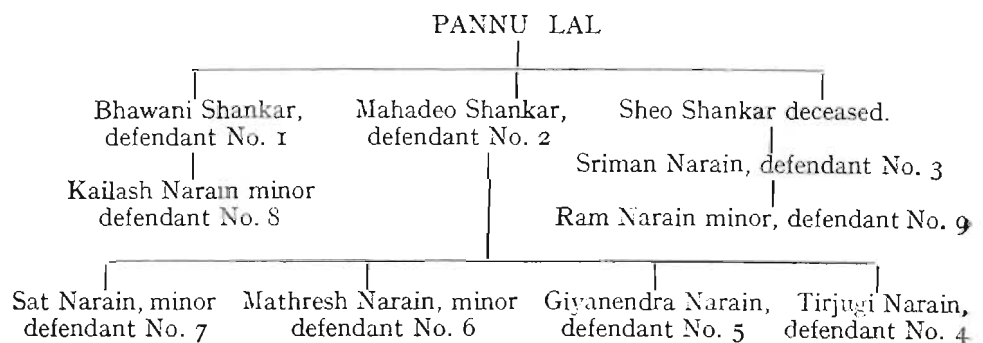 PANNU LAL
Bhawani Shankar, Mahadeo Shankar, Sheo Shankar deceased.
defendant No. 1 defendant No. 2
Sriman Narain, defendant No. 3
Kailash Narain minor
defendant No. 8
Ram Narain minor, defendant No. 9
Sat Narain, minor Mathresh Narain, minor Giyanendra Narain, Tirjugi Narain,
defendant No. 7 defendant No. 6 defendant No. 5 defendant No. 4